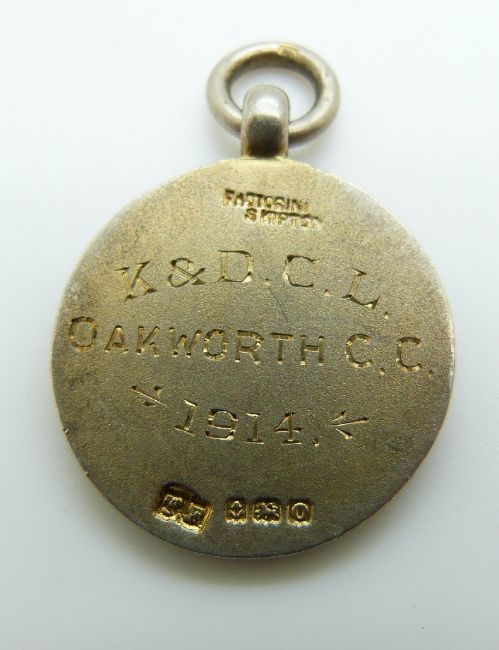 FATTORINI
SKIPTON
K & D. C. L.
OAKWORTH C. C.
1914.
T.F O